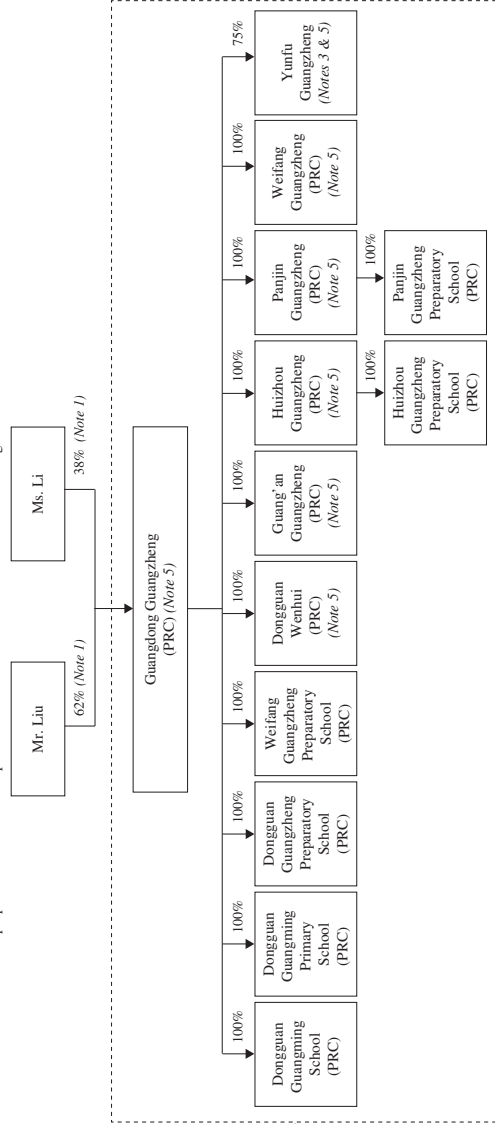 Mr. Liu
Ms. Li
62% (Note 1)
38% (Note 1)
Guangdong Guangzheng
(PRC) (Note 5)
100%
100%
100%
100%
100%
100%
100%
100%
100%
75%
Dongguan
Guangming
School
(PRC)
Dongguan
Guangming
Primary
School
(PRC)
Dongguan
Guangzheng
Preparatory
School
(PRC)
Weifang
Guangzheng
Preparatory
School
(PRC)
Dongguan
Wenhui
(PRC)
(Note 5)
Guang'an
Guangzheng
(PRC)
(Note 5)
Huizhou
Guangzheng
(PRC)
(Note 5)
Panjin
Guangzheng
(PRC)
(Note 5)
Weifang
Guangzheng
(PRC)
(Note 5)
Yunfu
Guangzheng
(Notes 3 & 5)
100%
100%
Huizhou
Guangzheng
Preparatory
School
(PRC)
Panjin
Guangzheng
Preparatory
School
(PRC)